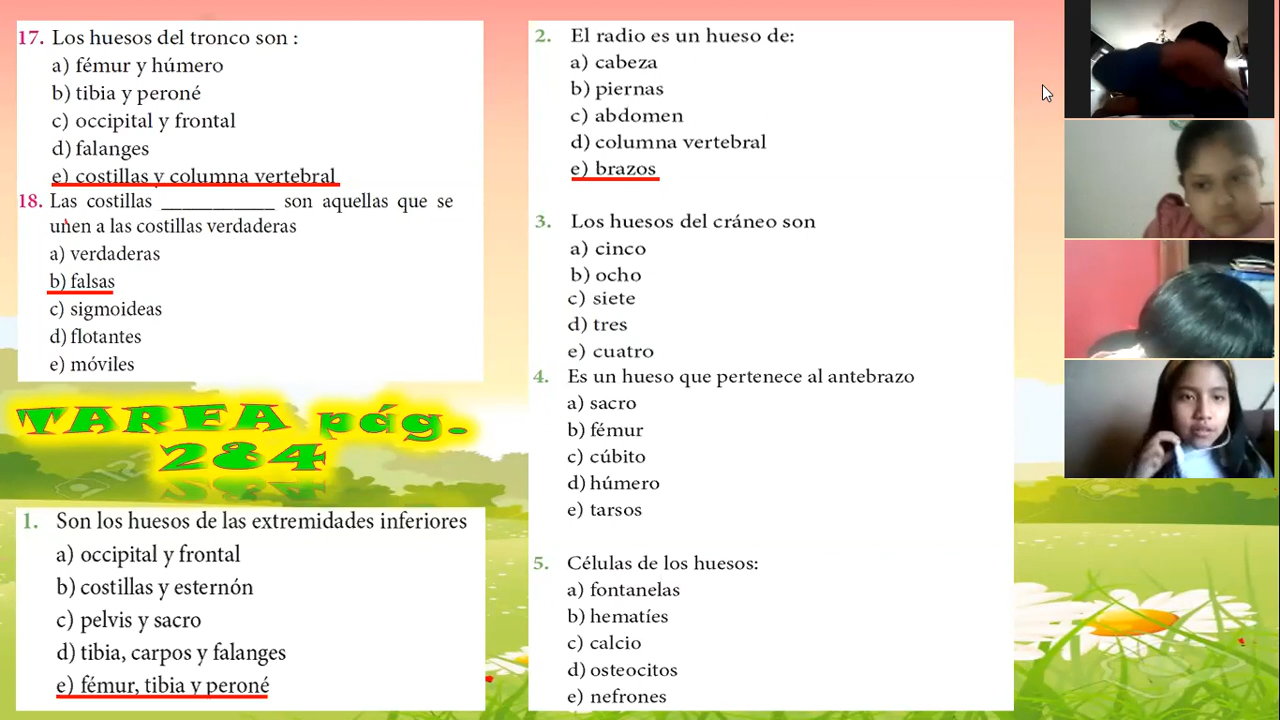 17. Los huesos del tronco son :
a) fémur y húmero
b) tibia y peroné
c) occipital y frontal
d) falanges
e) costillas y columna vertebral
18. Las costillas ___________ son aquellas que se
unen a las costillas verdaderas
a) verdaderas
b) falsas
c) sigmoideas
d) flotantes
e) móviles
TAREA pág.
284
1. Son los huesos de las extremidades inferiores
a) occipital y frontal
b) costillas y esternón
c) pelvis y sacro
d) tibia, carpos y falanges
e) fémur, tibia y peroné
2. El radio es un hueso de:
a) cabeza
b) piernas
c) abdomen
d) columna vertebral
e) brazos
3. Los huesos del cráneo son
a) cinco
b) ocho
c) siete
d) tres
e) cuatro
4. Es un hueso que pertenece al antebrazo
a) sacro
b) fémur
c) cúbito
d) húmero
e) tarsos
5. Células de los huesos:
a) fontanelas
b) hematíes
c) calcio
d) osteocitos
e) nefrones